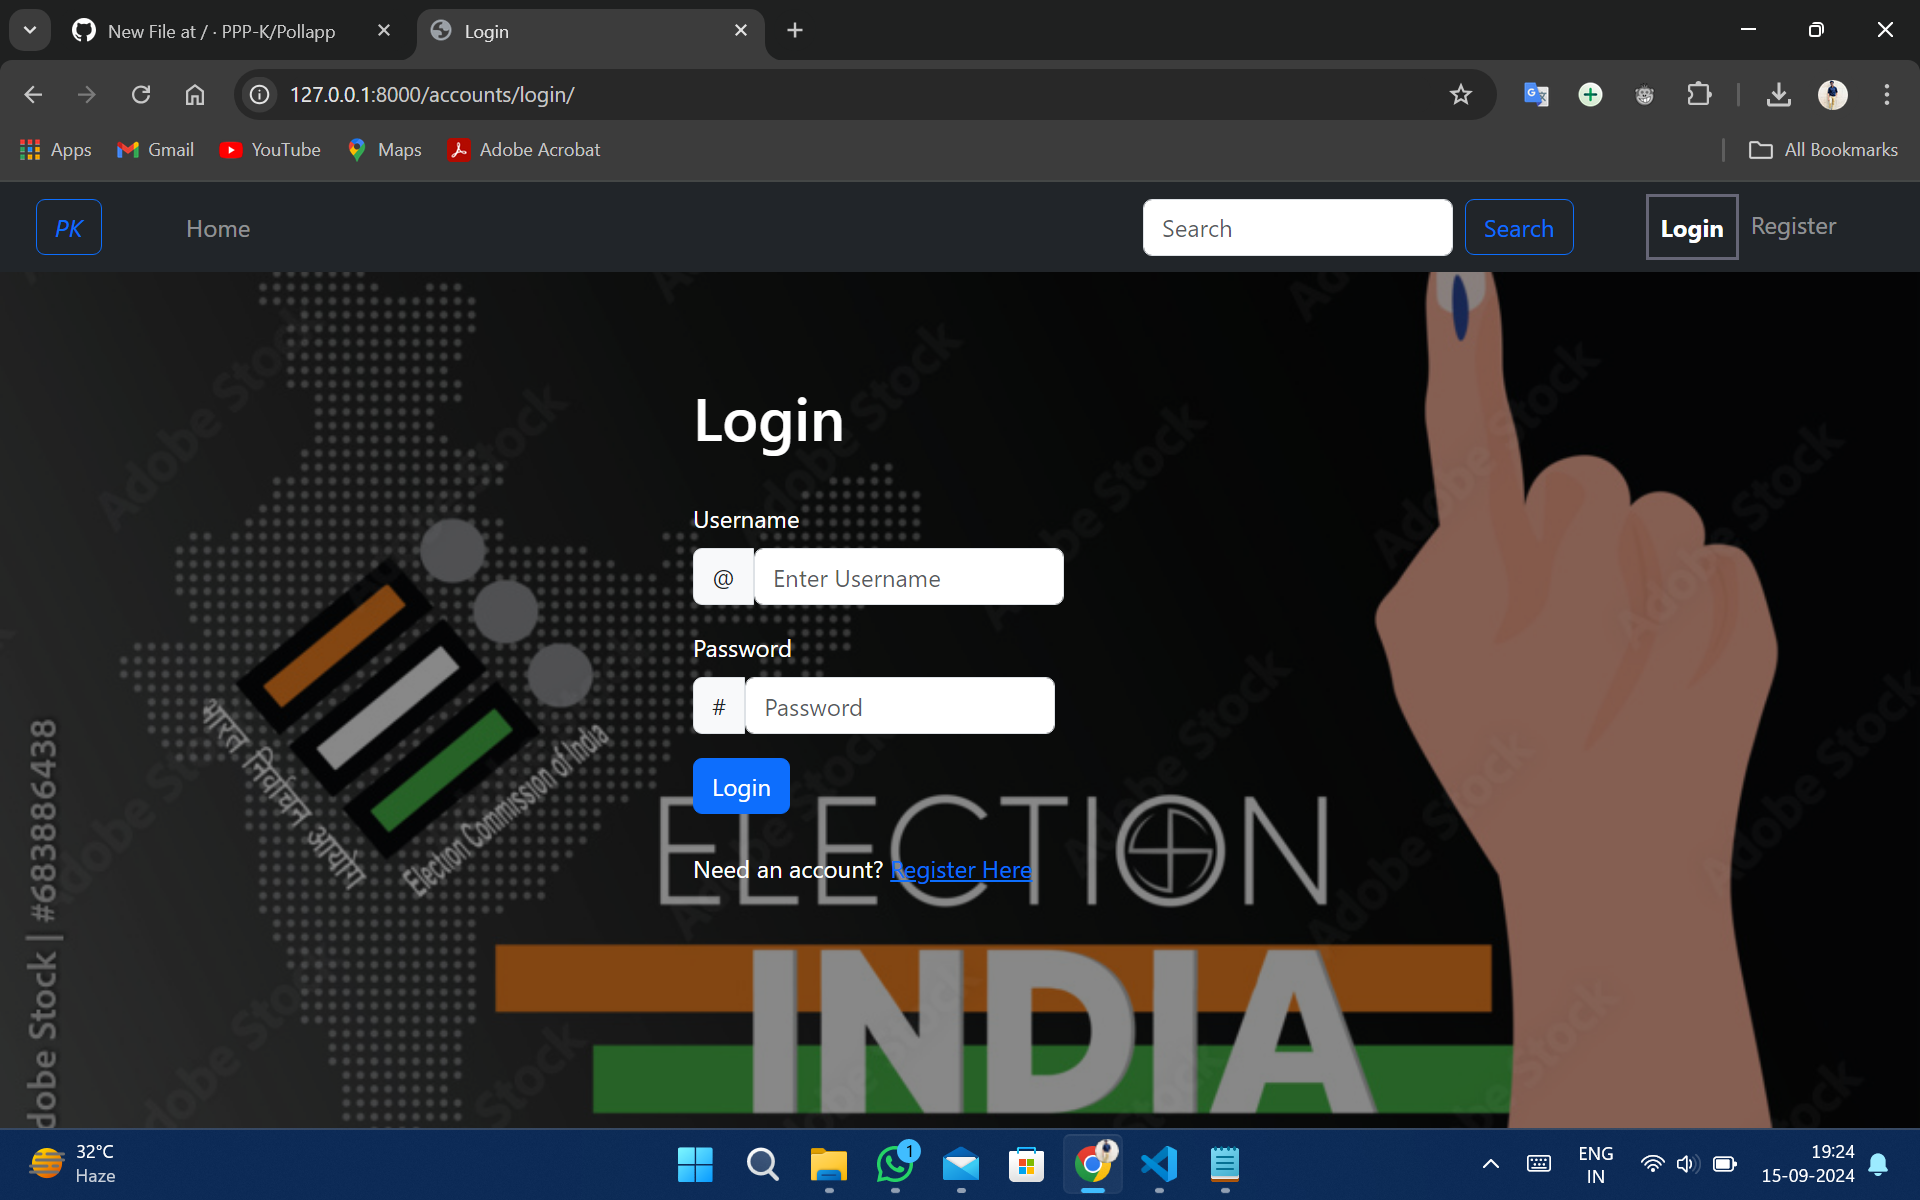 New File at / · PPP-K/Pollapp
Login
127.0.0.1:8000/accounts/login/
Apps
Gmail
YouTube
Maps
Adobe Acrobat
All Bookmarks
PK
Home
Search
Search
Login
Register
Login
Username
@
Enter Username
Password
#
Password
Login
Need an account? Register Here
भारत निर्वाचन आयोग
Election Commission of India
ELECTION
INDIA
Adobe Stock
dobe Stock | #683886438
32°C
Haze
1
ENG
IN
19:24
15-09-2024